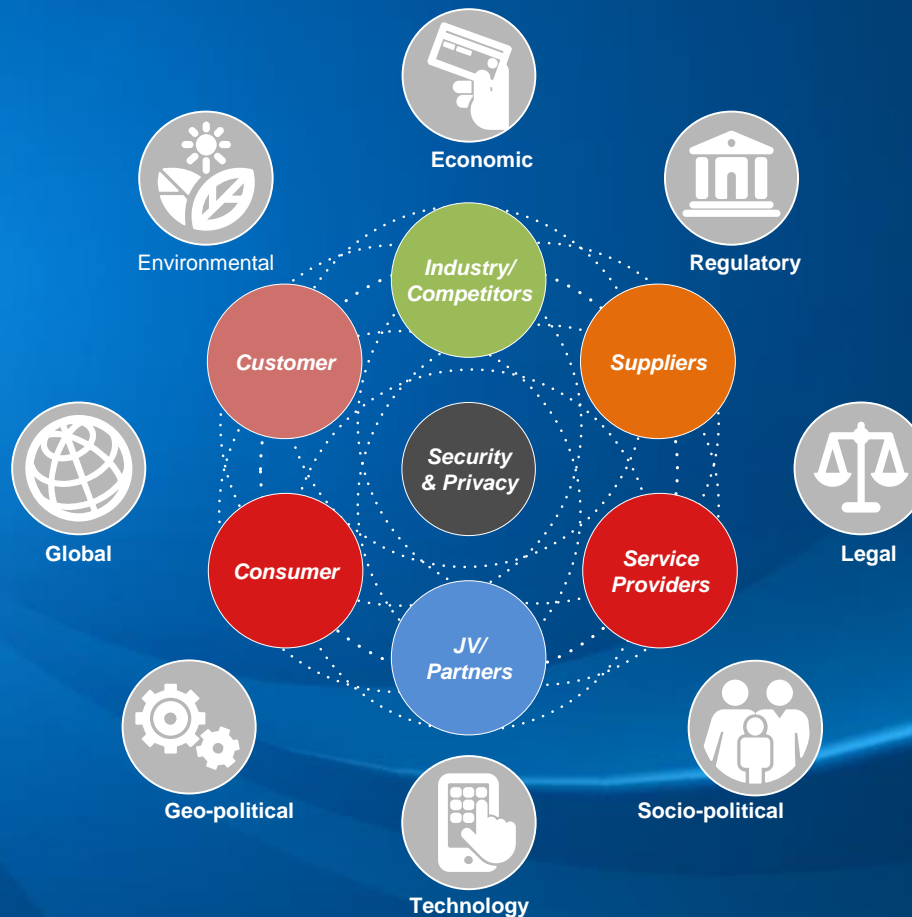 Economic
Environmental
Regulatory
Industry/
Competitors
Customer
Suppliers
Security
& Privacy
Global
Legal
Consumer
Service
Providers
JV/
Partners
Geo-political
Socio-political
Technology